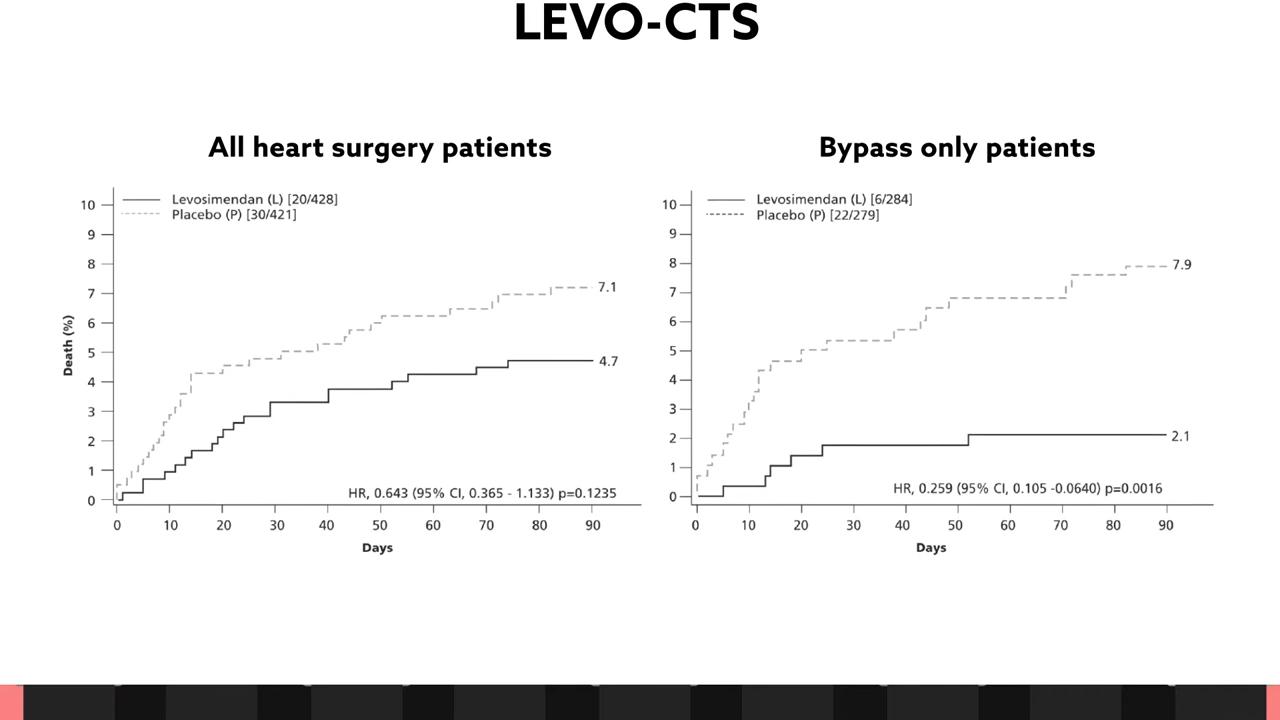 LEVO-CTS
All heart surgery patients
Levosimendan (L) [20/428]
Placebo (P) [30/421]
10
9
8
7
6
5
4
3
2
1
0
Death (%)
7.1
4.7
HR, 0.643 (95% CI, 0.365 - 1.133) p=0.1235
0 10 20 30 40 50 60 70 80 90
Days
Bypass only patients
Levosimendan (L) [6/284]
Placebo (P) [22/279]
10
9
8
7
6
5
4
3
2
1
0
7.9
2.1
HR, 0.259 (95% CI, 0.105 -0.0640) p=0.0016
0 10 20 30 40 50 60 70 80 90
Days